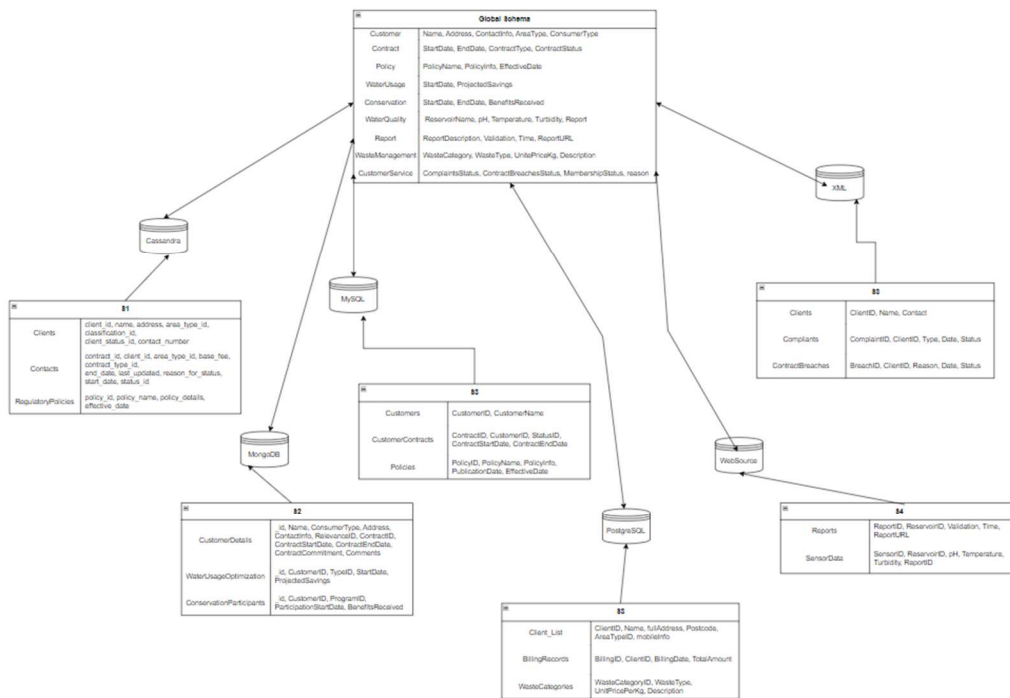 Global Schema
Customer Name, Address, ContactInfo, AreaType, ConsumerType
Contract StartDate, EndDate, ContractType, ContractStatus
Policy PolicyName, PolicyInfo, EffectiveDate
WaterUsage StartDate, ProjectedSavings
Conservation StartDate, EndDate, BenefitsReceived
WaterQuality ReservoirName, pH, Temperature, Turbidity, Report
Report ReportDescription, Validation, Time, ReportURL
WasteManagement WasteCategory, WasteType, UnitePriceKg, Description
CustomerService ComplaintsStatus, ContractBreachesStatus, MembershipStatus, reason
Cassandra
XML
MySQL
S1
Clients
client_id, name, address, area_type_id,
classification_id,
client_status_id, contact_number
Contacts
contract_id, client_id, area_type_id, base_fee,
contract_type_id,
end_date, last_updated, reason_for_status,
start_date, status_id
RegulatoryPolicies
policy_id, policy_name, policy_details,
effective_date
Clients ClientID, Name, Contact
Compliants ComplaintID, ClientID, Type, Date, Status
ContractBreaches BreachID, ClientID, Reason, Date, Status
Customers CustomerID, CustomerName
CustomerContracts
ContractID, CustomerID, StatusID,
ContractStartDate, ContractEndDate
Policies
PolicyID, PolicyName, PolicyInfo,
PublicationDate, EffectiveDate
MongoDB
WebSource
S2
CustomerDetails
_id, Name, ConsumerType, Address,
ContactInfo, RelevanceID, ContractID,
ContractStartDate, ContractEndDate,
ContractCommitment, Comments
WaterUsageOptimization
_id, CustomerID, TypeID, StartDate,
ProjectedSavings
ConservationParticipants
_id, CustomerID, ProgramID,
ParticipationStartDate, BenefitsReceived
PostgreSQL
S4
Reports
ReportID, ReservoirID, Validation, Time,
ReportURL
SensorData
SensorID, ReservoirID, pH, Temperature,
Turbidity, ReportID
Client_List
ClientID, Name, fullAddress, Postcode,
AreaTypeID, mobileInfo
BillingRecords BillingID, ClientID, BillingDate, TotalAmount
WasteCategories
WasteCategoryID, WasteType,
UnitPricePerKg, Description